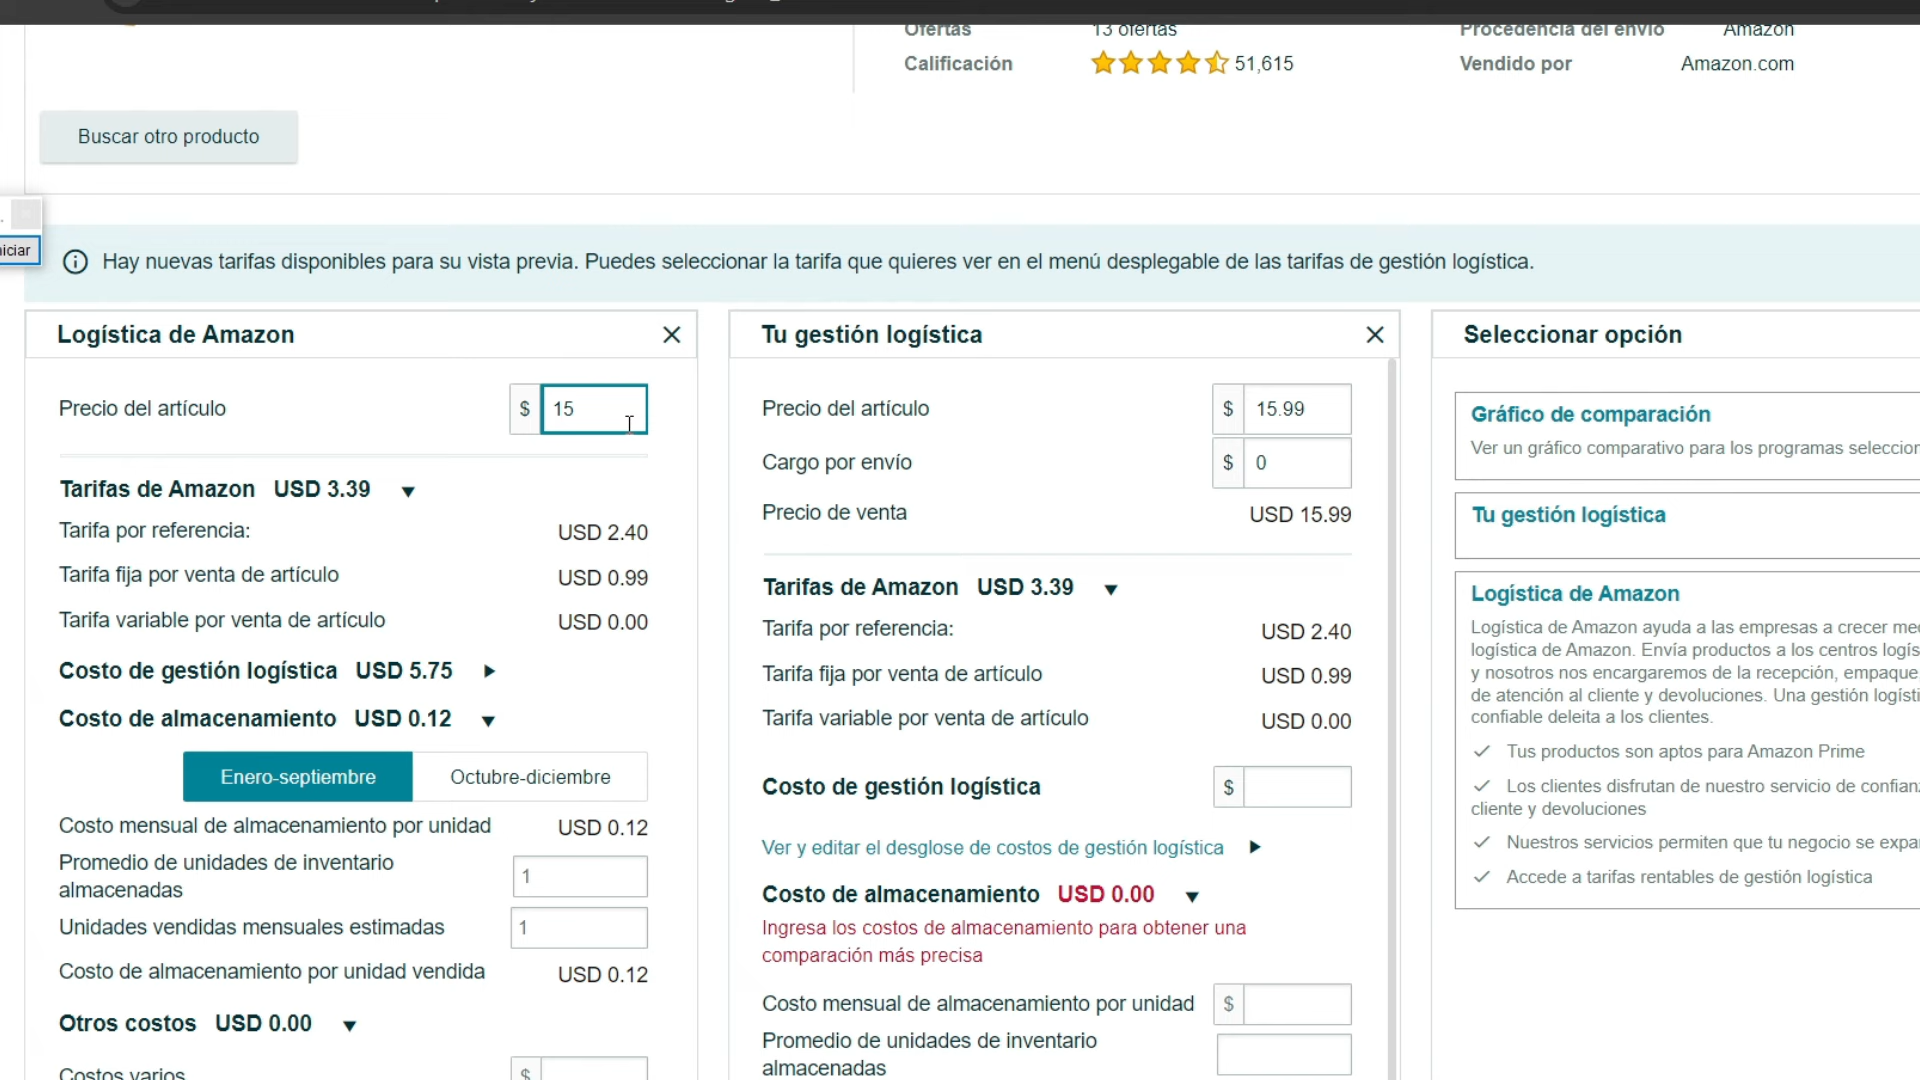 Ofertas 13 ofertas Procedencia del envío Amazon
Calificación 51,615 Vendido por Amazon.com
Buscar otro producto
Hay nuevas tarifas disponibles para su vista previa. Puedes seleccionar la tarifa que quieres ver en el menú desplegable de las tarifas de gestión logística.
Logística de Amazon
Precio del artículo $ 15
Tarifas de Amazon USD 3.39
Tarifa por referencia: USD 2.40
Tarifa fija por venta de artículo USD 0.99
Tarifa variable por venta de artículo USD 0.00
Costo de gestión logística USD 5.75
Costo de almacenamiento USD 0.12
Enero-septiembre Octubre-diciembre
Costo mensual de almacenamiento por unidad USD 0.12
Promedio de unidades de inventario
almacenadas 1
Unidades vendidas mensuales estimadas 1
Costo de almacenamiento por unidad vendida USD 0.12
Otros costos USD 0.00
Costos varios $
Tu gestión logística
Precio del artículo $ 15.99
Cargo por envío $ 0
Precio de venta USD 15.99
Tarifas de Amazon USD 3.39
Tarifa por referencia: USD 2.40
Tarifa fija por venta de artículo USD 0.99
Tarifa variable por venta de artículo USD 0.00
Costo de gestión logística $
Ver y editar el desglose de costos de gestión logística
Costo de almacenamiento USD 0.00
Ingresa los costos de almacenamiento para obtener una
comparación más precisa
Costo mensual de almacenamiento por unidad $
Promedio de unidades de inventario
almacenadas
Seleccionar opción
Gráfico de comparación
Ver un gráfico comparativo para los programas seleccion
Tu gestión logística
Logística de Amazon
Logística de Amazon ayuda a las empresas a crecer me
logística de Amazon. Envía productos a los centros logís
y nosotros nos encargaremos de la recepción, empaque,
de atención al cliente y devoluciones. Una gestión logísti
confiable deleita a los clientes.
Tus productos son aptos para Amazon Prime
Los clientes disfrutan de nuestro servicio de confian
cliente y devoluciones
Nuestros servicios permiten que tu negocio se expa
Accede a tarifas rentables de gestión logística